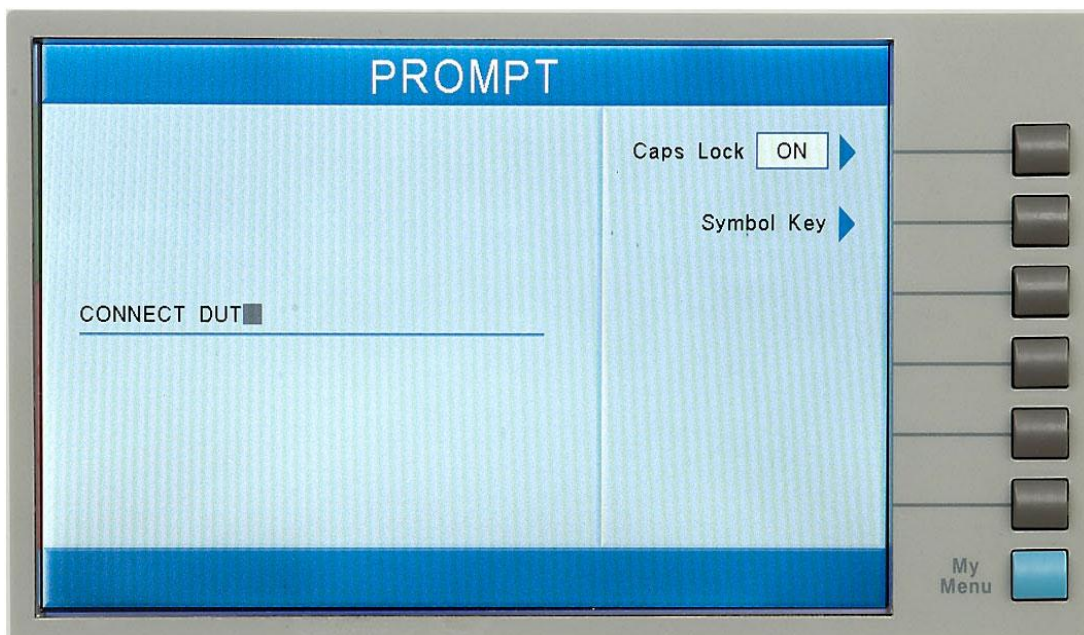 PROMPT
Caps Lock ON
Symbol Key
CONNECT DUT
My
Menu